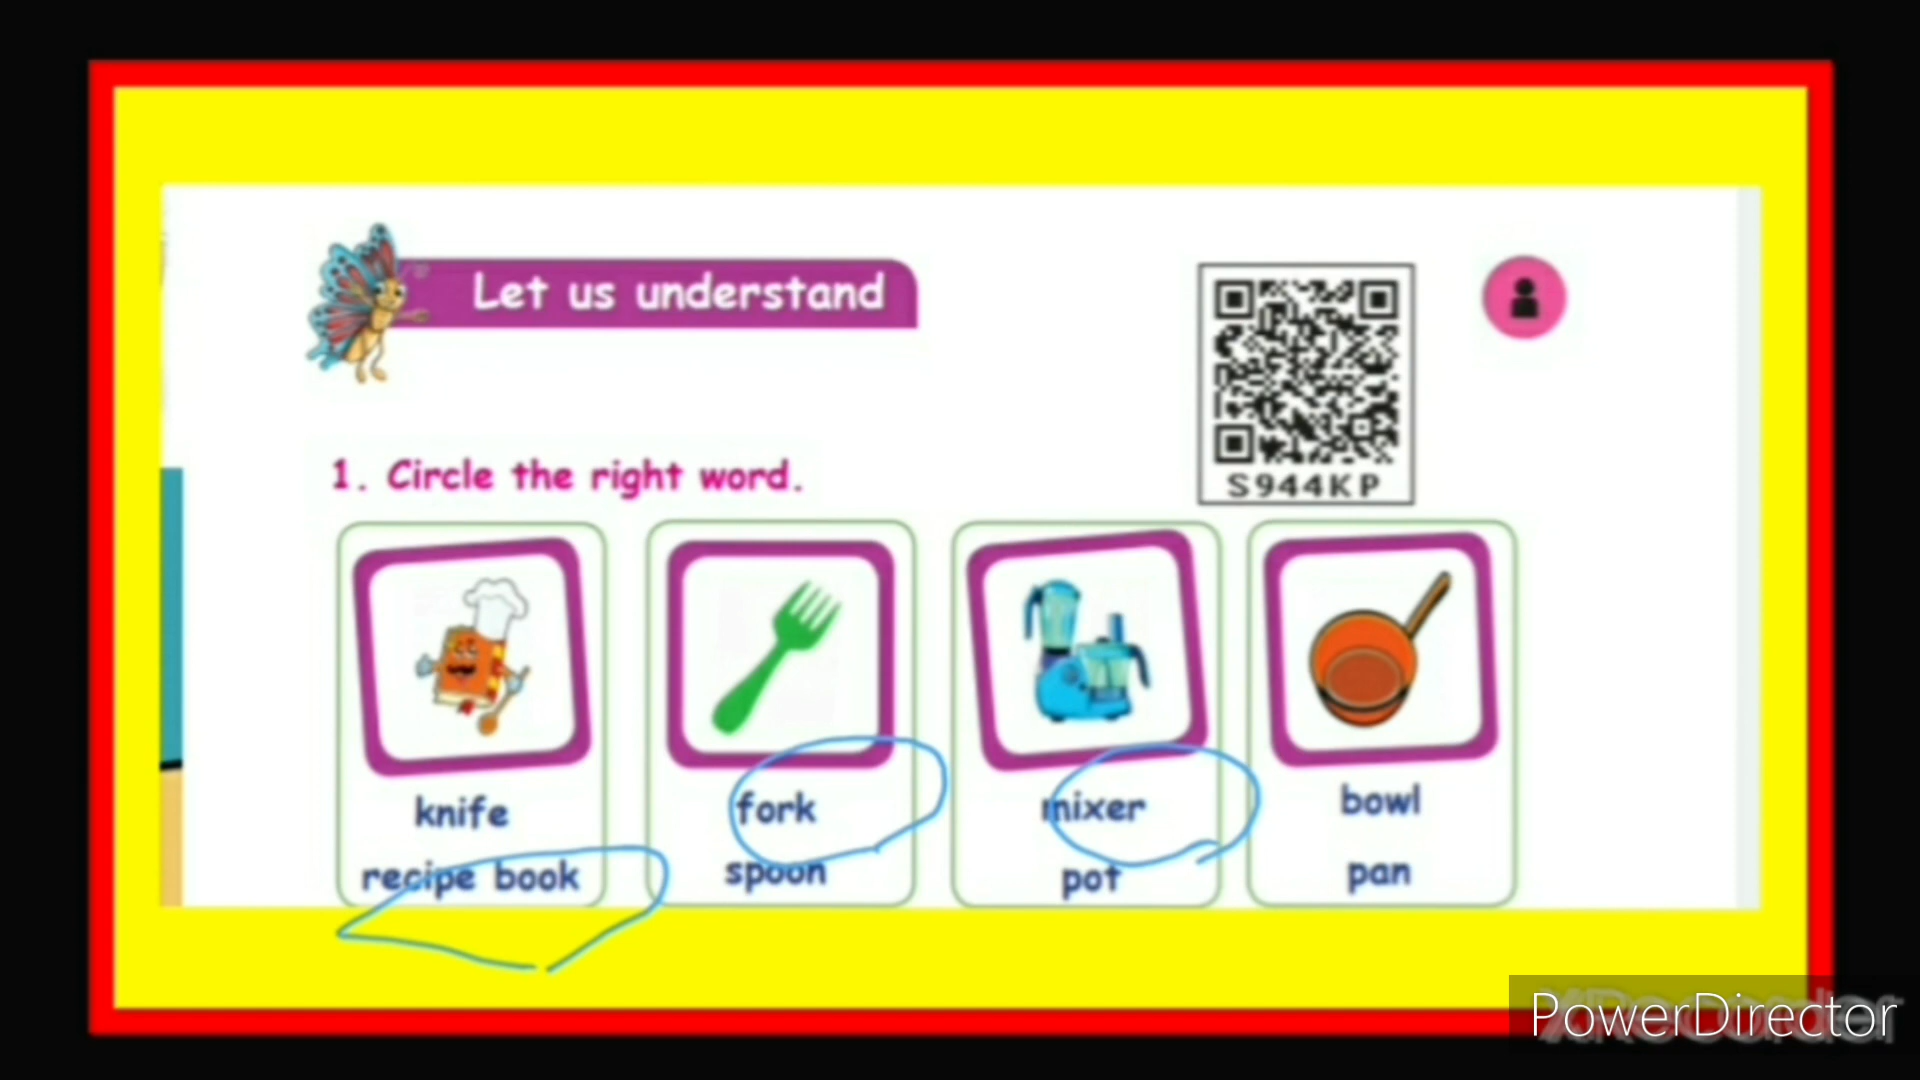 Let us understand
S944KP
1. Circle the right word.
knife
recipe book
fork
spoon
mixer
pot
bowl
pan
PowerDirector